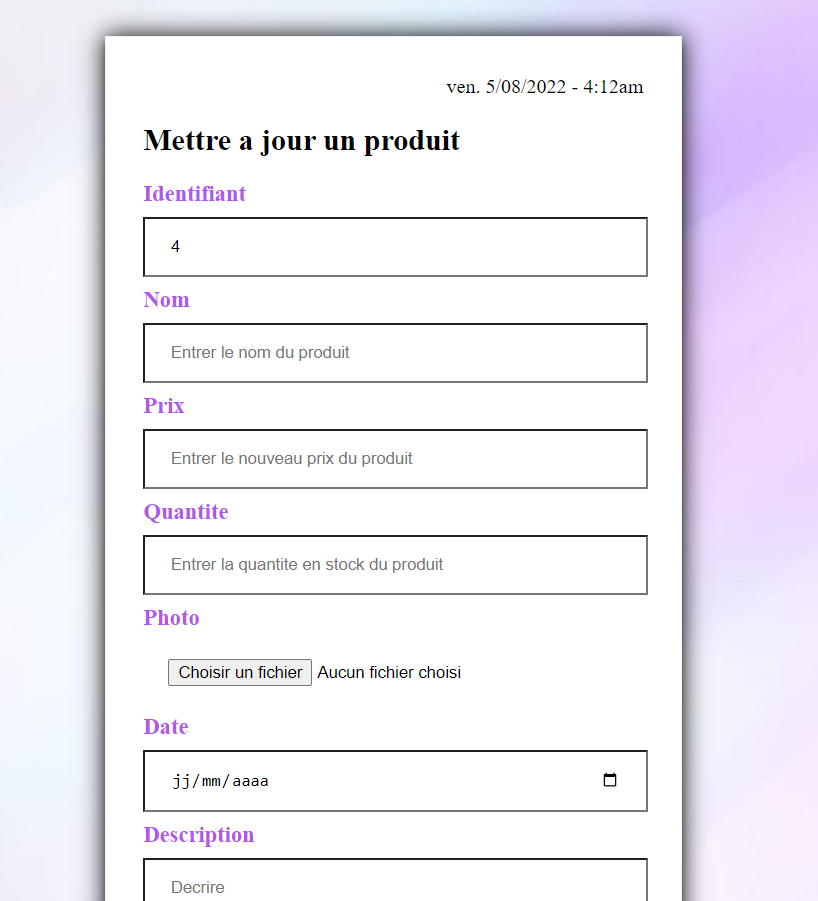 ven. 5/08/2022 - 4:12am
Mettre a jour un produit
Identifiant
4
Nom
Entrer le nom du produit
Prix
Entrer le nouveau prix du produit
Quantite
Entrer la quantite en stock du produit
Photo
Choisir un fichier Aucun fichier choisi
Date
jj/mm/aaaa
Description
Decrire